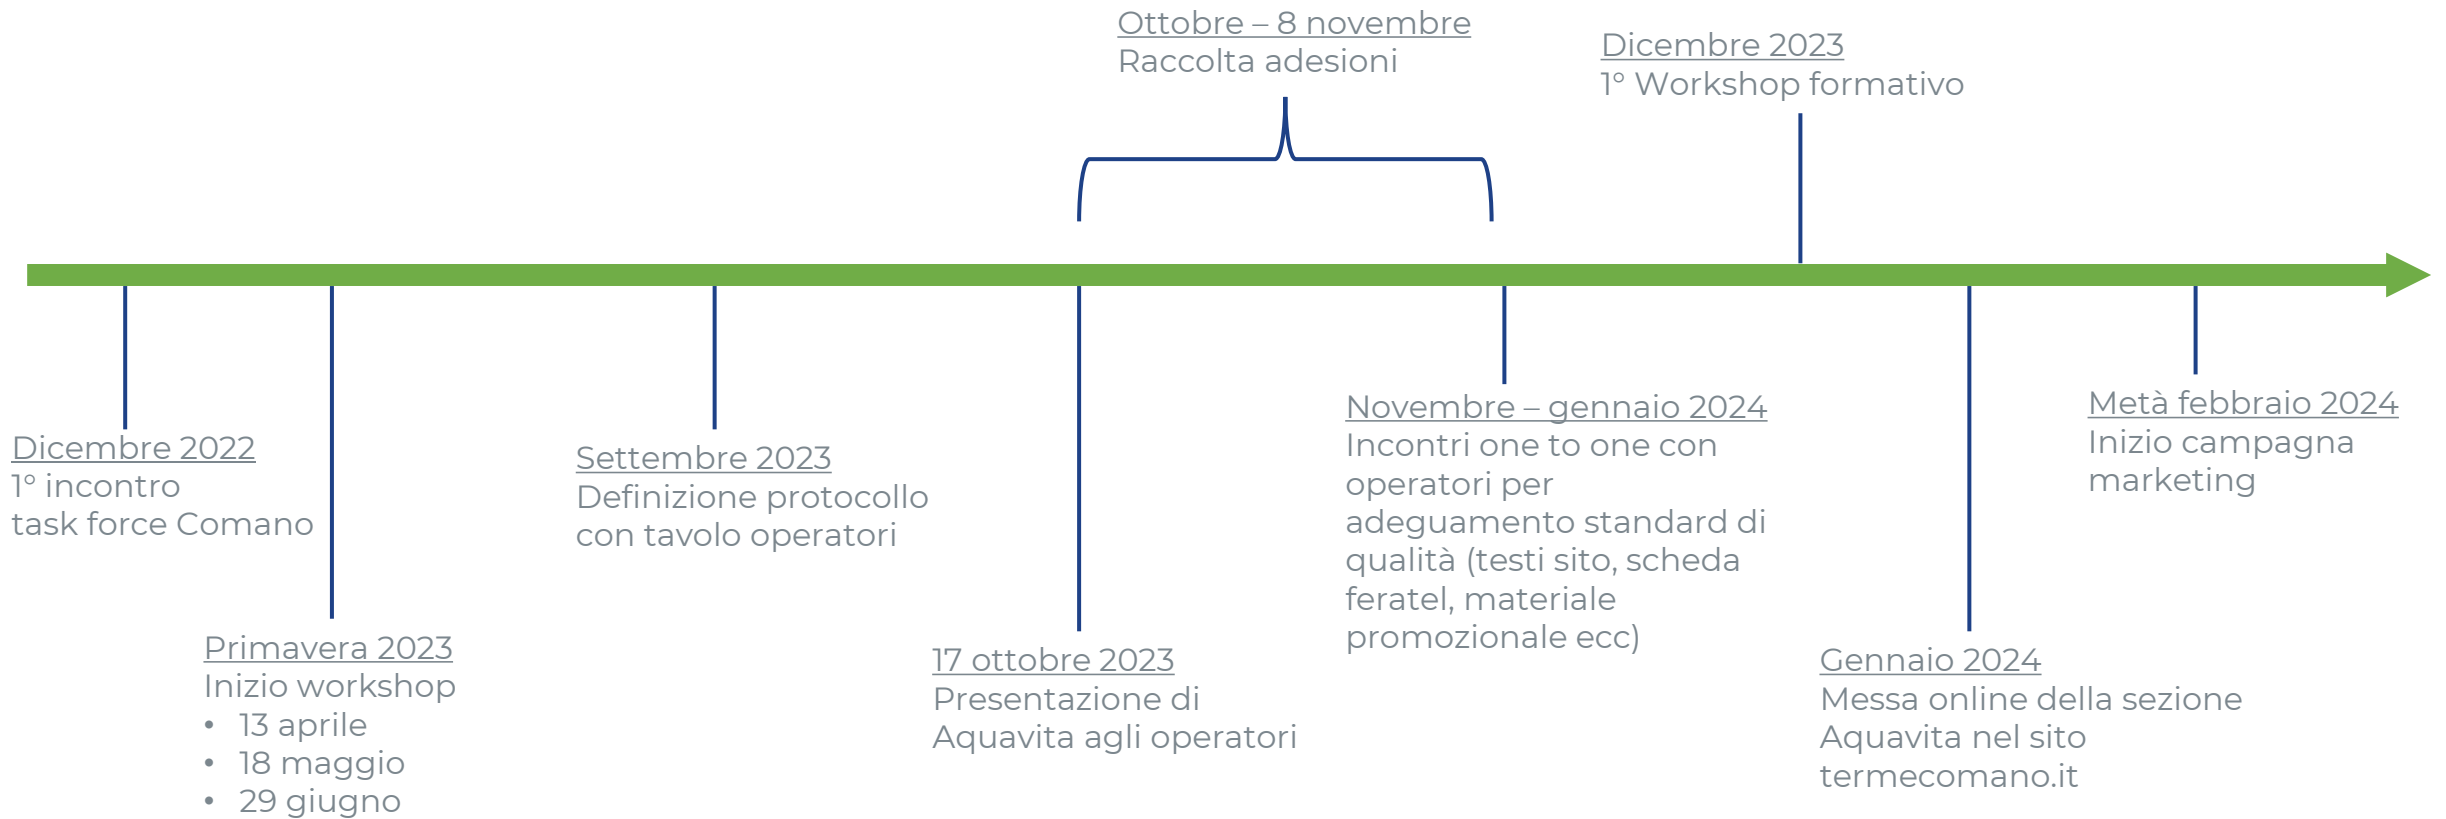 Ottobre – 8 novembre
Raccolta adesioni
Dicembre 2023
1° Workshop formativo
Dicembre 2022
1° incontro
task force Comano
Primavera 2023
Inizio workshop
• 13 aprile
• 18 maggio
• 29 giugno
Settembre 2023
Definizione protocollo
con tavolo operatori
17 ottobre 2023
Presentazione di
Aquavita agli operatori
Novembre – gennaio 2024
Incontri one to one con
operatori per
adeguamento standard di
qualità (testi sito, scheda
feratel, materiale
promozionale ecc)
Gennaio 2024
Messa online della sezione
Aquavita nel sito
termecomano.it
Metà febbraio 2024
Inizio campagna
marketing